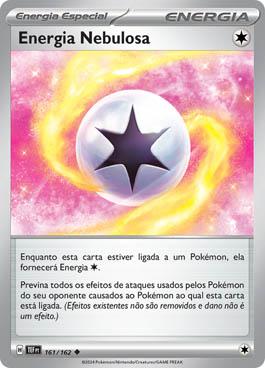 Energia Especial
ENERGIA
Energia Nebulosa
Enquanto esta carta estiver ligada a um Pokémon, ela
fornecerá Energia
Previna todos os efeitos de ataques usados pelos Pokémon
do seu oponente causados ao Pokémon ao qual esta carta
está ligada. (Efeitos existentes não são removidos e dano não é
um efeito.)
H TEF PT 161/162
©2024 Pokémon/Nintendo/Creatures/GAME FREAK